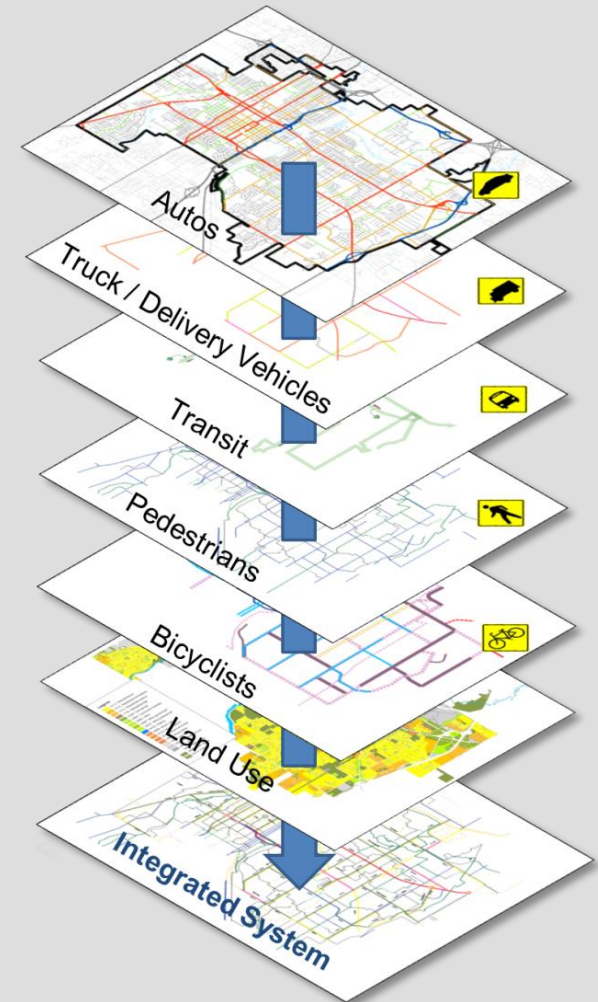 Autos
Truck / Delivery Vehicles
Transit
Pedestrians
Bicyclists
Land Use
Integrated System